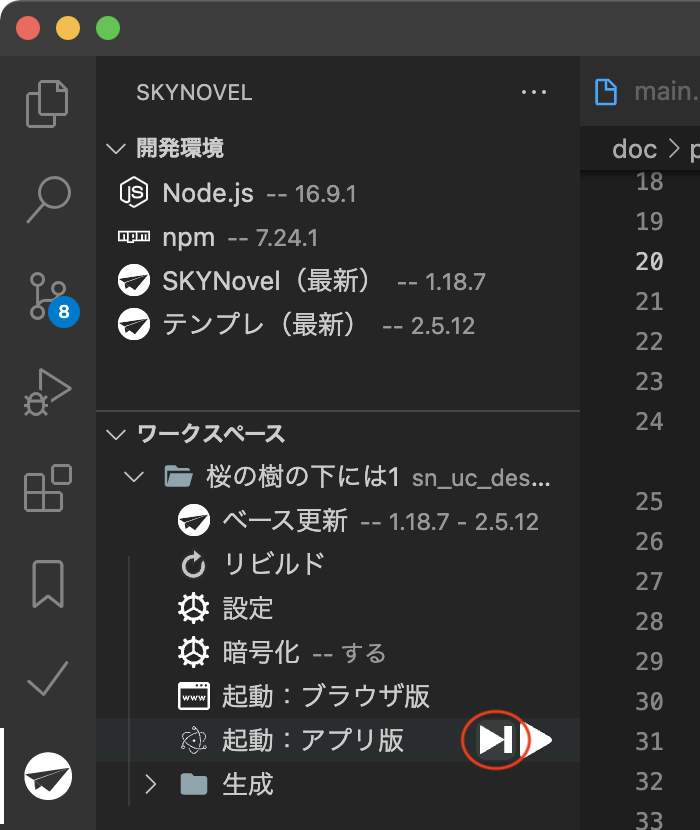 SKYNOVEL
main.
開発環境
doc > p
Node.js -- 16.9.1
npm -- 7.24.1
SKYNovel（最新） -- 1.18.7
テンプレ（最新） -- 2.5.12
ワークスペース
桜の樹の下には1 sn_uc_des...
ベース更新 -- 1.18.7 - 2.5.12
リビルド
設定
暗号化 -- する
www
起動：ブラウザ版
起動：アプリ版
生成
8
JS
npm
18
19
20
21
22
23
24
25
26
27
28
29
30
31
32
33